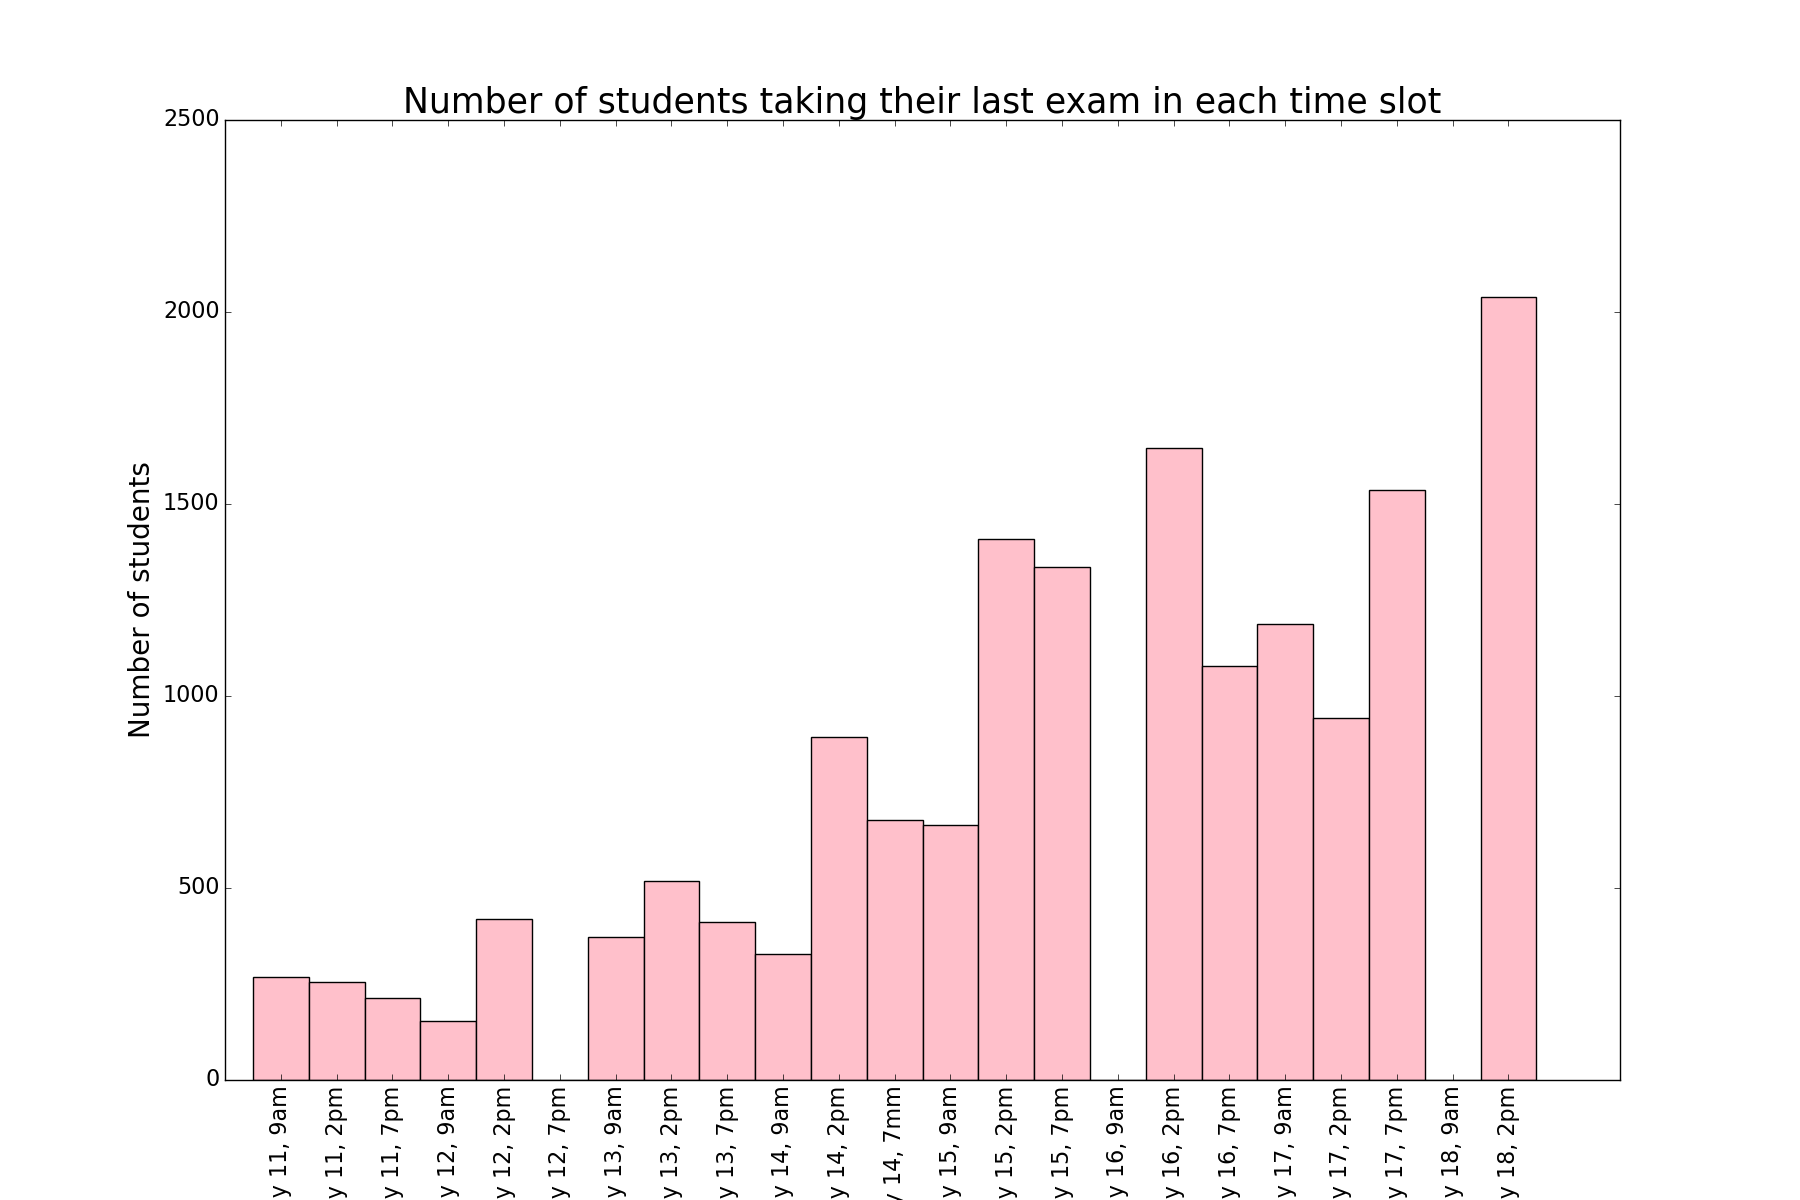 Number of students taking their last exam in each time slot
2500
2000
1500
1000
500
0
Number of students
y 11, 9am
y 11, 2pm
y 11, 7pm
y 12, 9am
y 12, 2pm
y 12, 7pm
y 13, 9am
y 13, 2pm
y 13, 7pm
y 14, 9am
y 14, 2pm
y 14, 7mm
y 15, 9am
y 15, 2pm
y 15, 7pm
y 16, 9am
y 16, 2pm
y 16, 7pm
y 17, 9am
y 17, 2pm
y 17, 7pm
y 18, 9am
y 18, 2pm